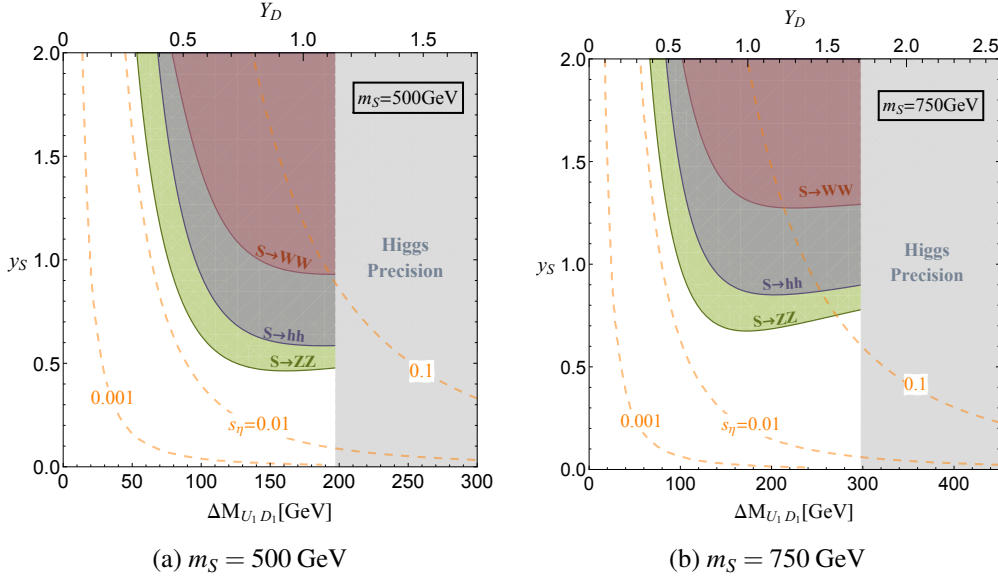 Y_D
0 0.5 1.0 1.5
2.0
1.5
1.0
0.5
0.0
y_S
m_S=500GeV
S→WW
S→hh
S→ZZ
Higgs
Precision
0.1
0.001
s_η=0.01
0 50 100 150 200 250 300
ΔM_{U_1 D_1}[GeV]
(a) m_S = 500 GeV
Y_D
0 0.4 0.8 1.2 1.6 2.0 2.5
2.0
1.5
1.0
0.5
0.0
y_S
m_S=750GeV
S→WW
S→hh
S→ZZ
Higgs
Precision
0.1
0.001
s_η=0.01
0 100 200 300 400
ΔM_{U_1 D_1}[GeV]
(b) m_S = 750 GeV